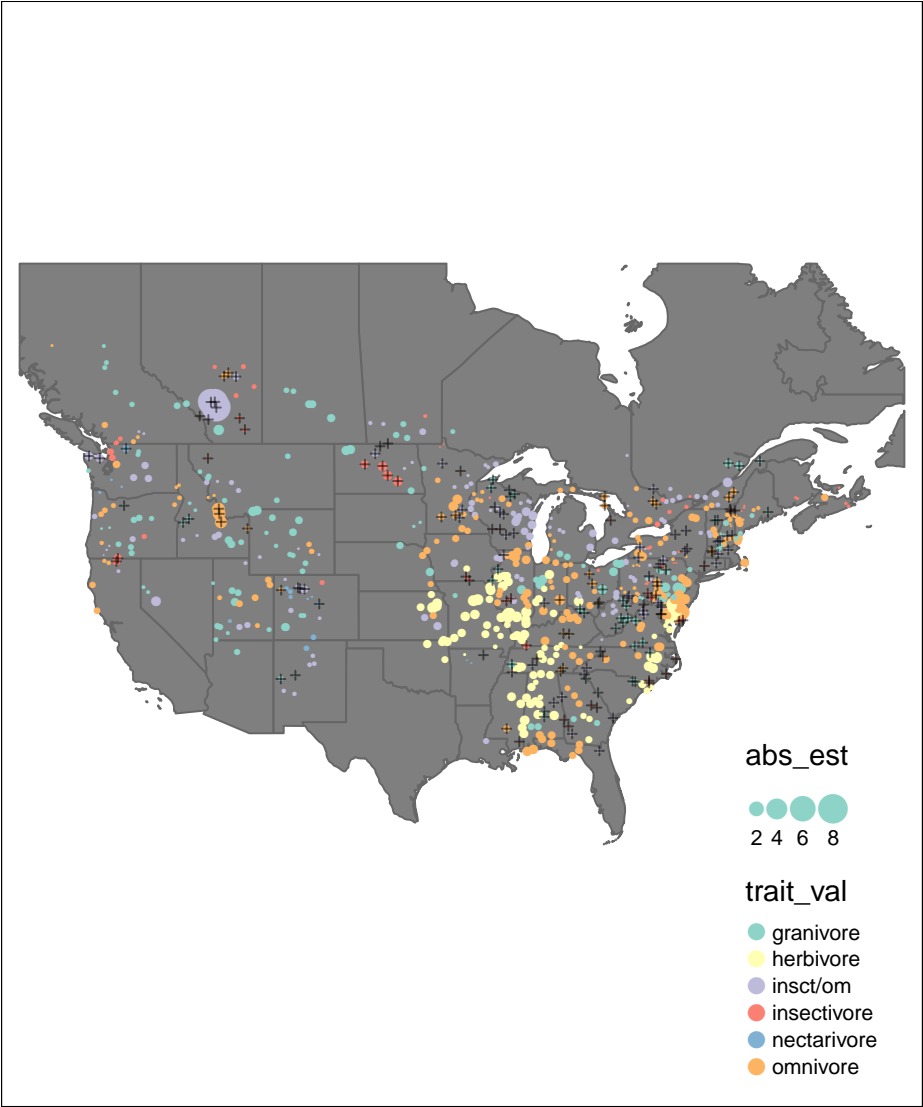 abs_est
2 4 6 8
trait_val
granivore
herbivore
insct/om
insectivore
nectarivore
omnivore